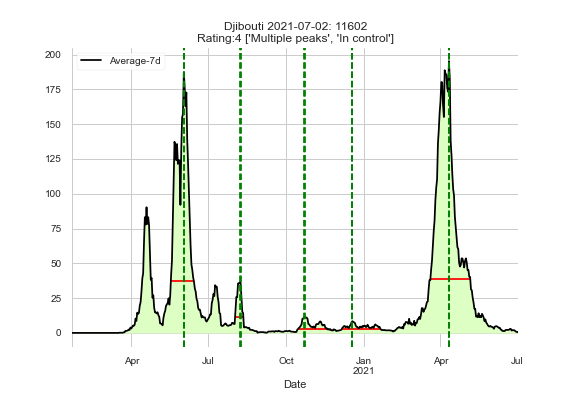 Djibouti 2021-07-02: 11602
Rating:4 ['Multiple peaks', 'In control']
Average-7d
200
175
150
125
100
75
50
25
0
Apr
Jul
Oct
Jan
2021
Apr
Jul
Date